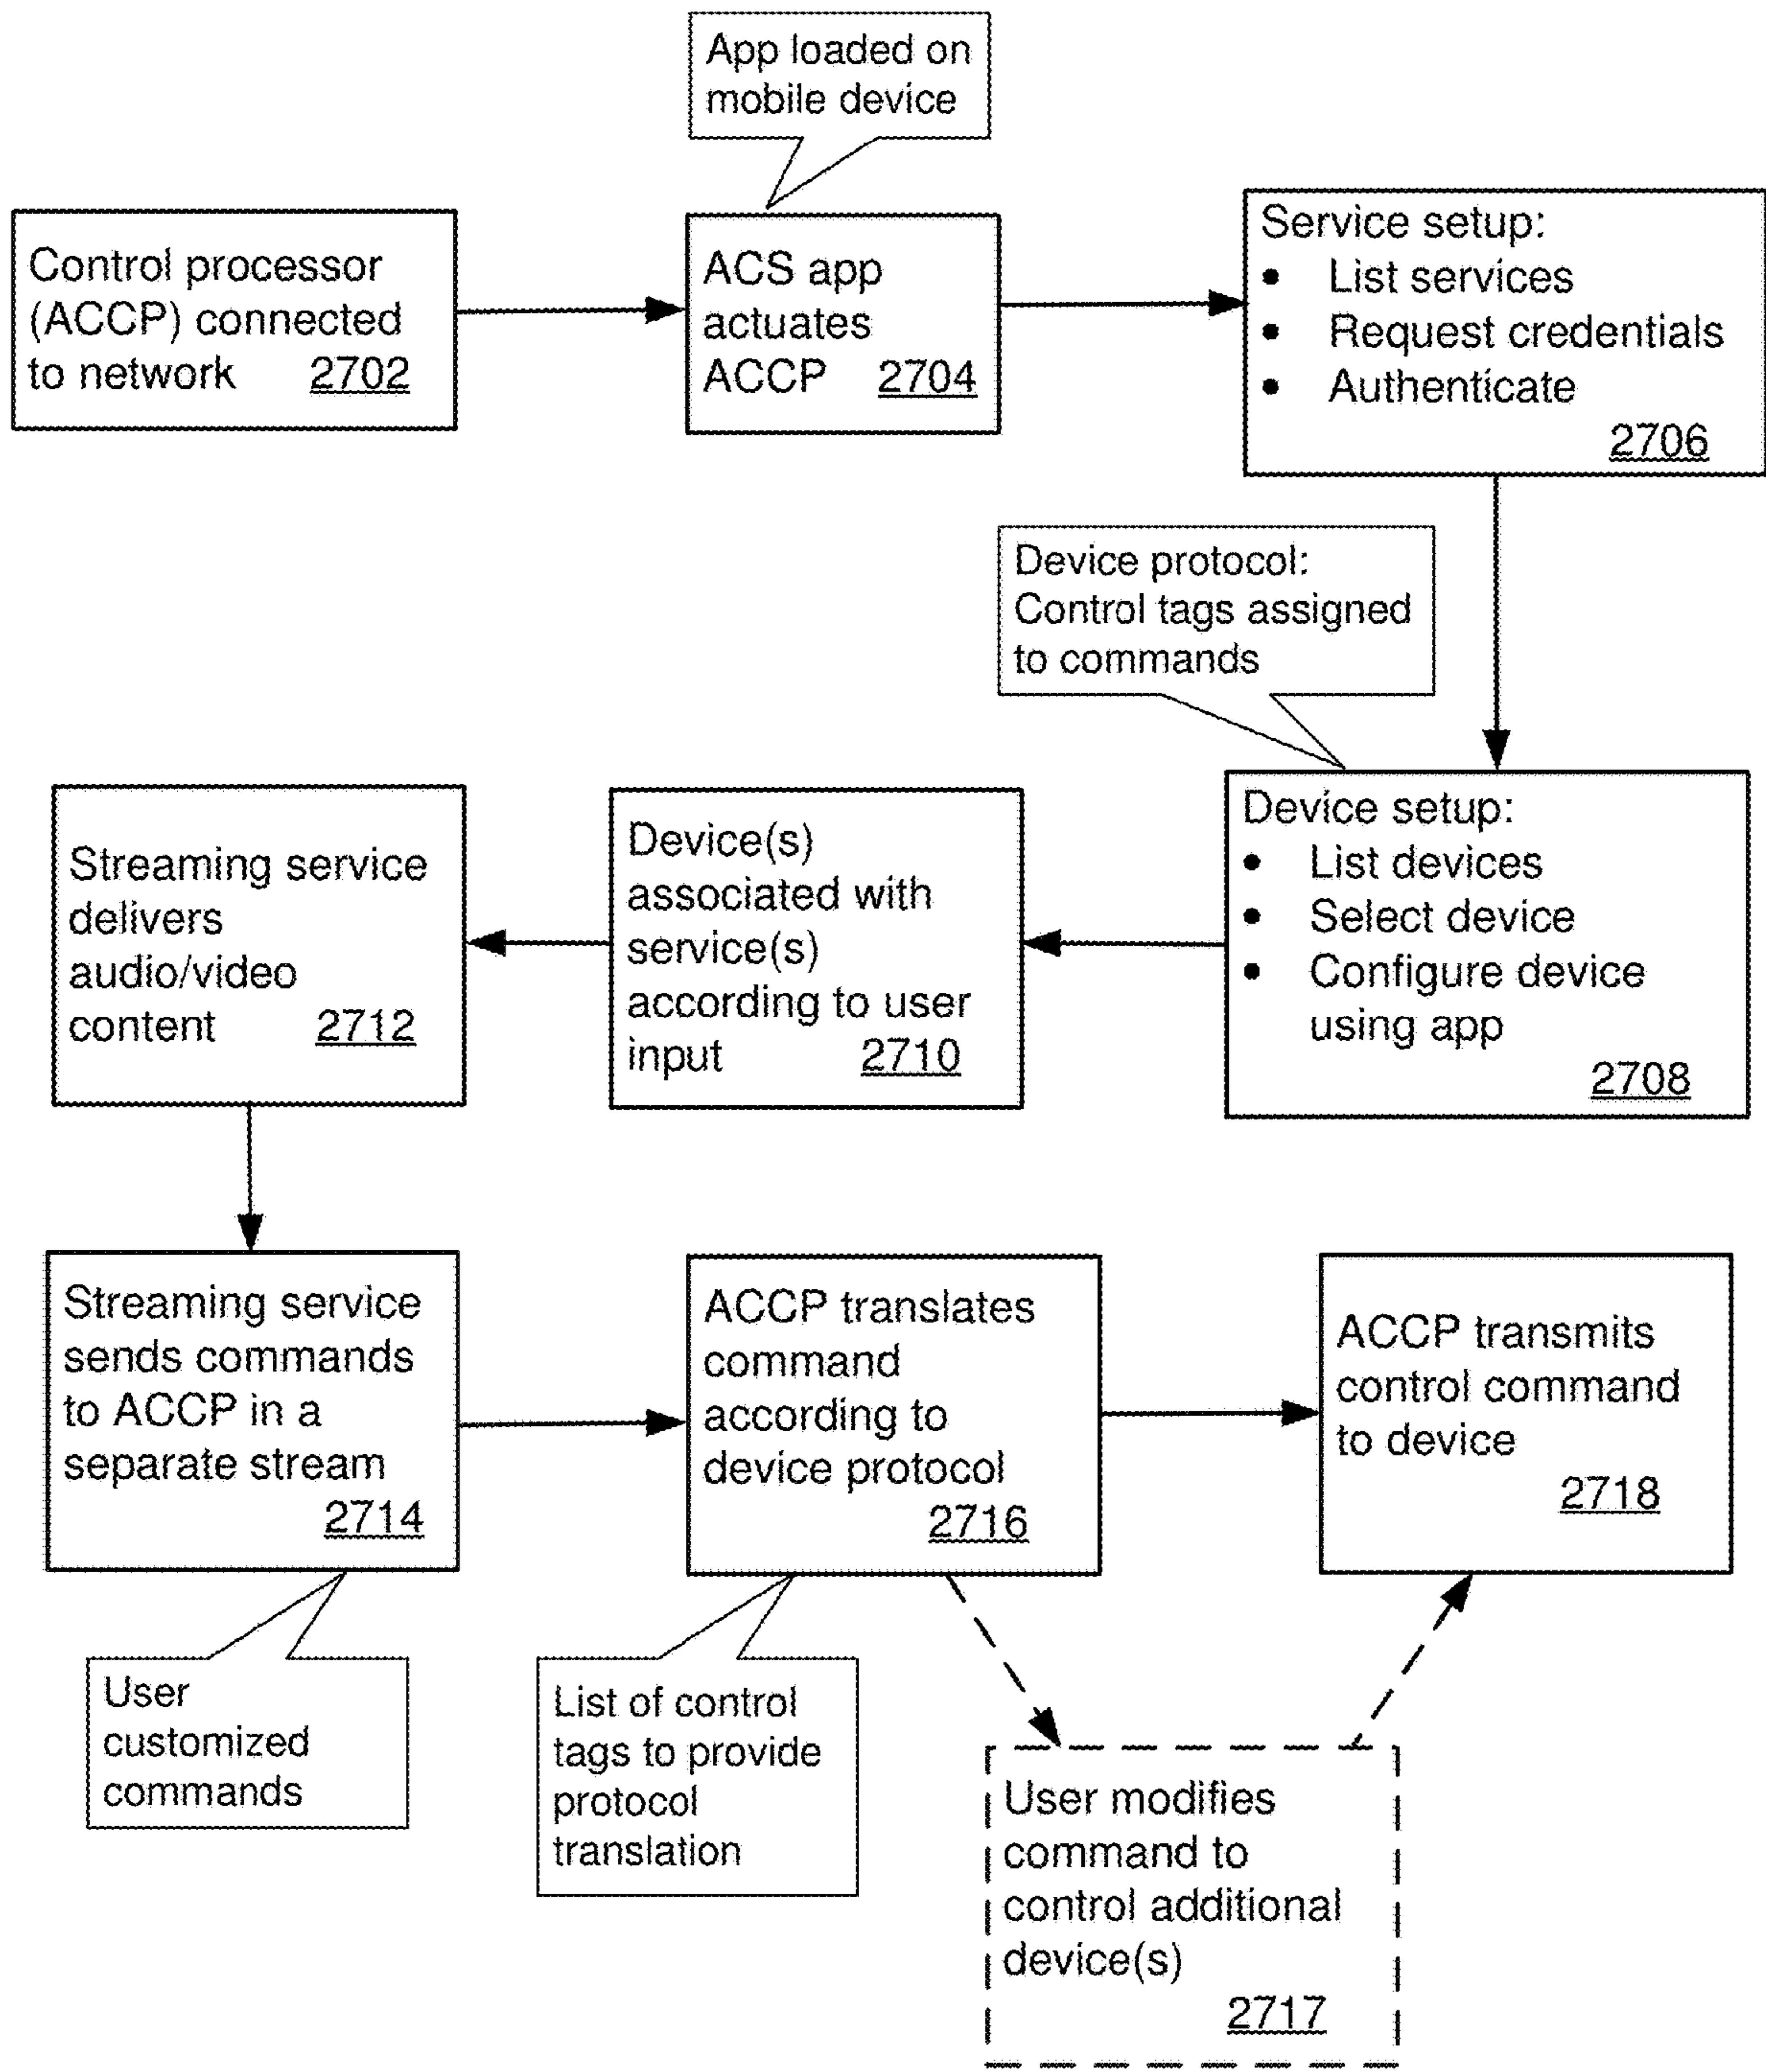 App loaded on
mobile device
Control processor
(ACCP) connected
to network 2702
ACS app
actuates
ACCP 2704
Service setup:
• List services
• Request credentials
• Authenticate
2706
Device protocol:
Control tags assigned
to commands
Streaming service
delivers
audio/video
content 2712
Device(s)
associated with
service(s)
according to user
input 2710
Device setup:
• List devices
• Select device
• Configure device
using app
2708
Streaming service
sends commands
to ACCP in a
separate stream
2714
ACCP translates
command
according to
device protocol
2716
ACCP transmits
control command
to device
2718
User
customized
commands
List of control
tags to provide
protocol
translation
User modifies
command to
control additional
device(s)
2717